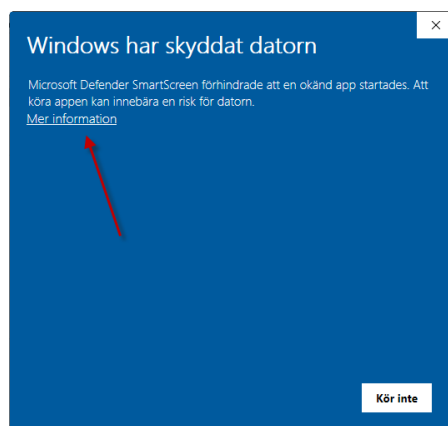 Windows har skyddat datorn
Microsoft Defender SmartScreen förhindrade att en okänd app startades. Att
köra appen kan innebära en risk för datorn.
Mer information
Kör inte